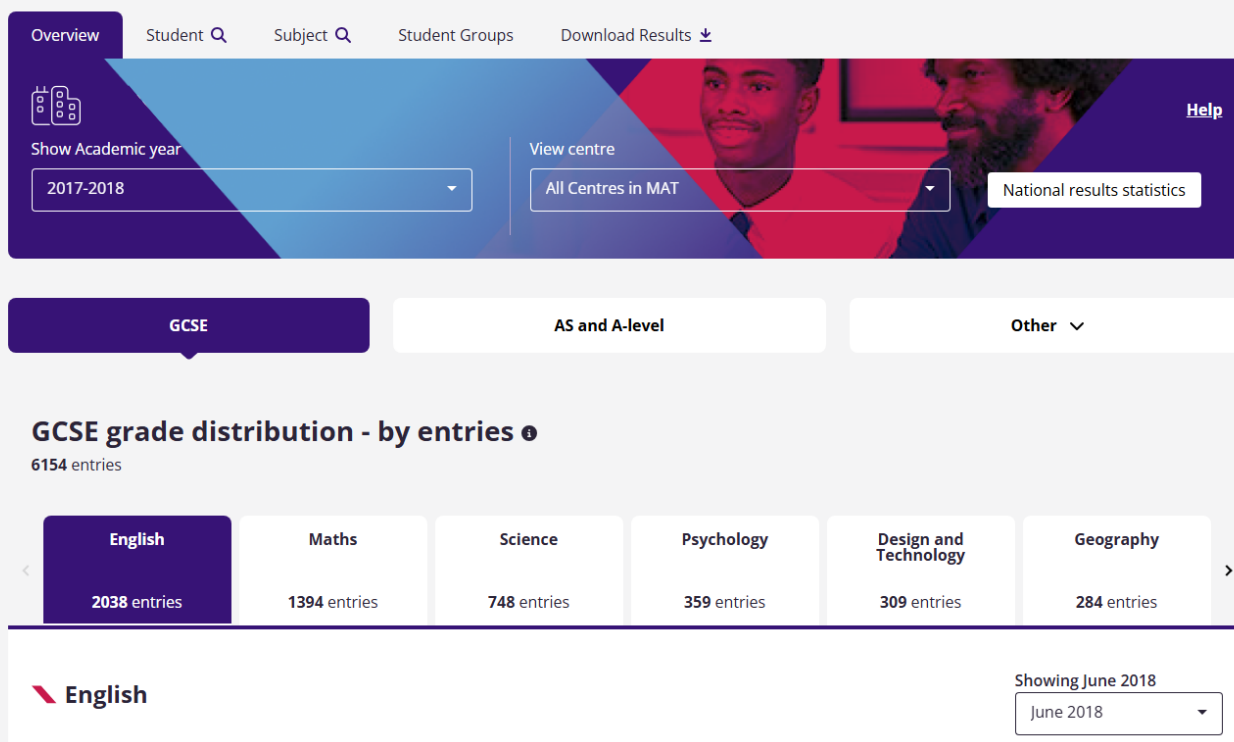 Overview Student Subject Student Groups Download Results
Help
Show Academic year View centre
2017-2018 All Centres in MAT National results statistics
GCSE AS and A-level Other
GCSE grade distribution - by entries
6154 entries
English Maths Science Psychology Design and Technology Geography
2038 entries 1394 entries 748 entries 359 entries 309 entries 284 entries
Showing June 2018
English
June 2018